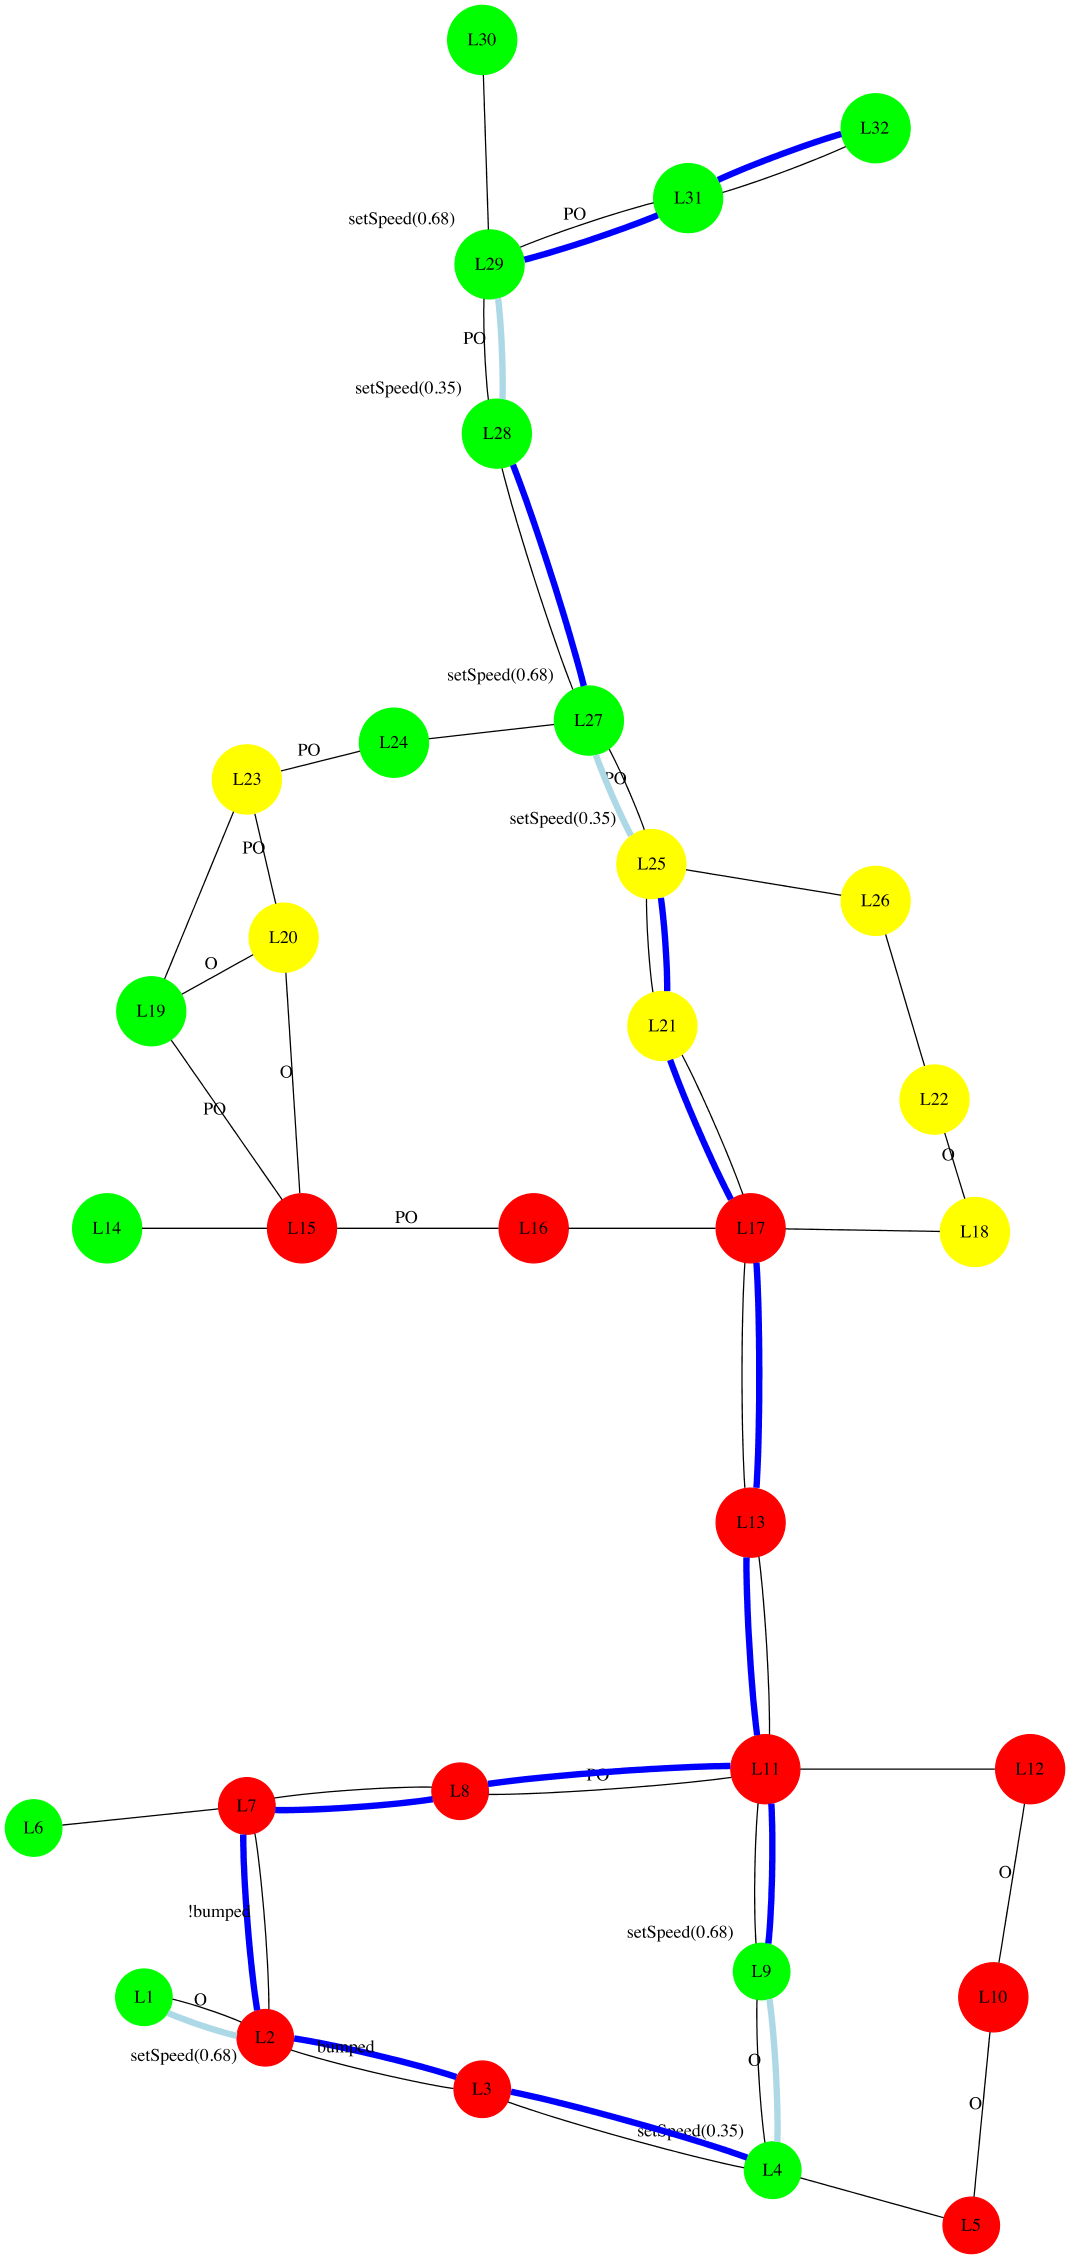 L30
L32
L31
PO
setSpeed(0.68)
L29
PO
setSpeed(0.35)
L28
setSpeed(0.68)
L27
L24
PO
L23
PO
setSpeed(0.35)
PO
L25
L26
L20
O
L19
L21
L22
O
PO
O
L14
L15
PO
L16
L17
L18
L13
L11
L12
PO
L8
L7
L6
O
!bumped
setSpeed(0.68)
L9
L1
O
L10
L2
bumped
setSpeed(0.68)
O
L3
O
setSpeed(0.35)
L4
L5